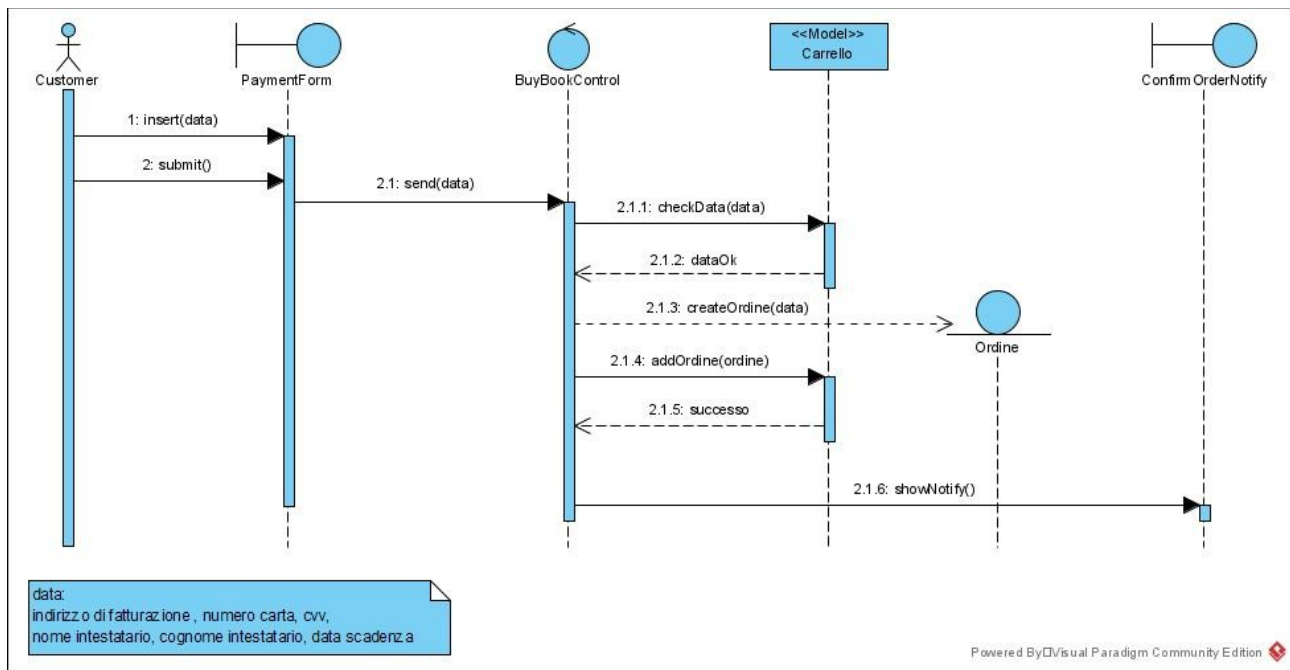 <<Model>>
Carrello
Customer
PaymentForm
BuyBookControl
ConfirmOrderNotify
1: insert(data)
2: submit()
2.1: send(data)
2.1.1: checkData(data)
2.1.2: dataOk
2.1.3: createOrdine(data)
Ordine
2.1.4: addOrdine(ordine)
2.1.5: successo
2.1.6: showNotify()
data:
indirizzo di fatturazione , numero carta, cvv,
nome intestatario, cognome intestatario, data scadenza
Powered By Visual Paradigm Community Edition